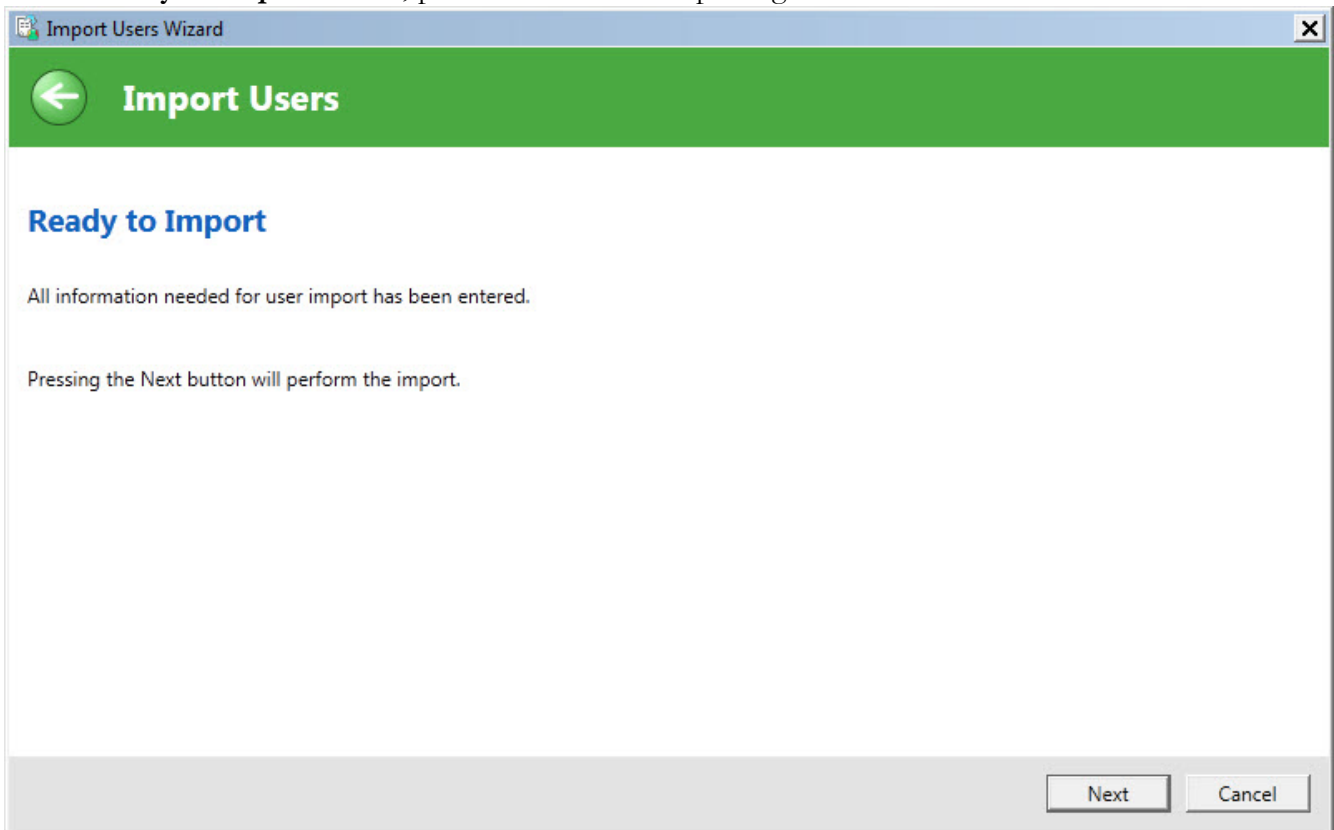 Import Users Wizard
Import Users
Ready to Import
All information needed for user import has been entered.
Pressing the Next button will perform the import.
Next Cancel